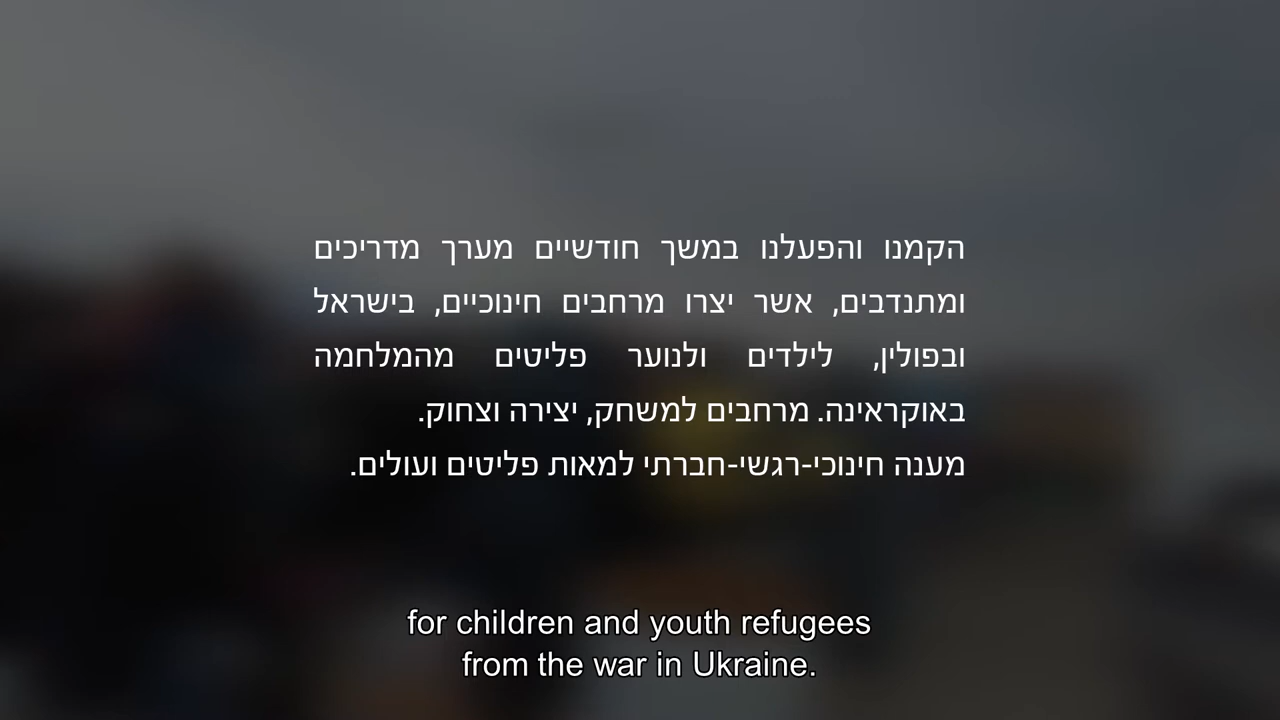 הקמנו והפעלנו במשך חודשיים מערך מדריכים
ומתנדבים, אשר יצרו מרחבים חינוכיים, בישראל
ובפולין, לילדים ולנוער פליטים מהמלחמה
באוקראינה. מרחבים למשחק, יצירה וצחוק.
מענה חינוכי-רגשי-חברתי למאות פליטים ועולים.
for children and youth refugees
from the war in Ukraine.